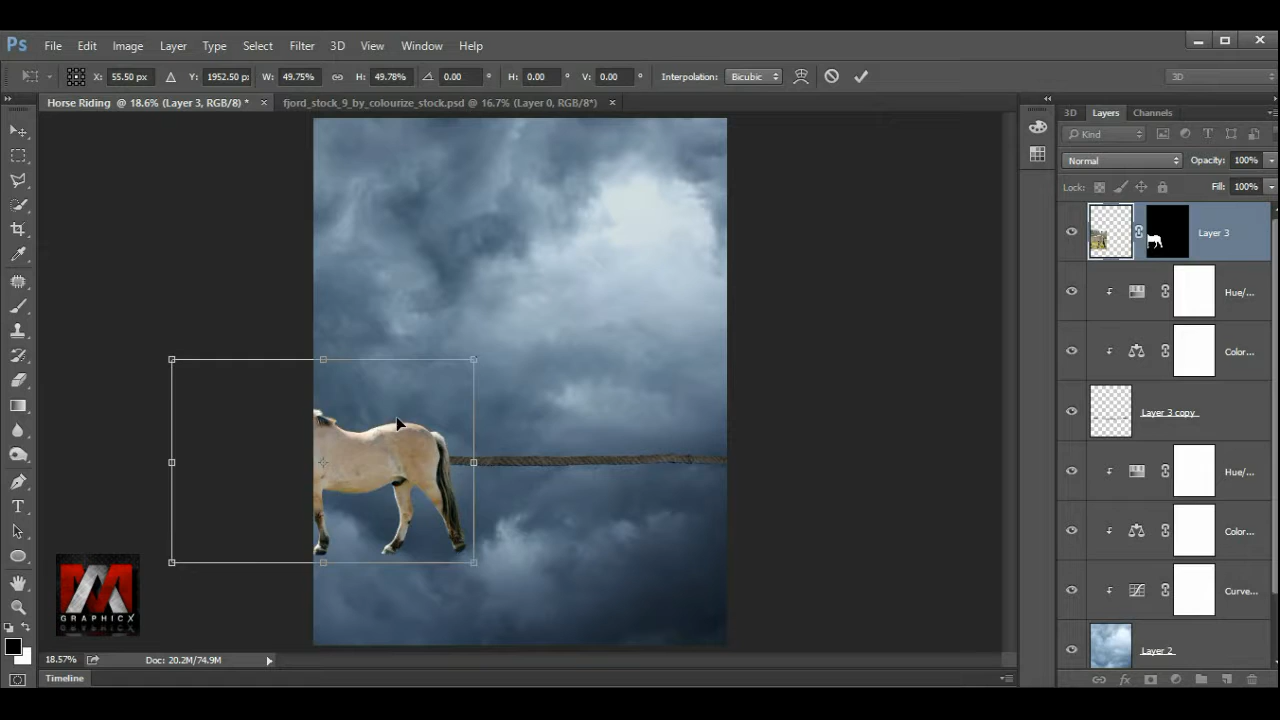 Ps File Edit Image Layer Type Select Filter 3D View Window Help
X: 55.50 px Y: 1952.50 px W: 49.75% H: 49.78% 0.00 ° H: 0.00 ° V: 0.00 ° Interpolation: Bicubic 3D
Horse Riding @ 18.6% (Layer 3, RGB/8) * × fjord_stock_9_by_colourize_stock.psd @ 16.7% (Layer 0, RGB/8*) ×
3D Layers Channels
Kind
Normal Opacity: 100%
Lock: Fill: 100%
Layer 3
Hue/...
Color...
Layer 3 copy
Hue/...
Color...
Curve...
Layer 2
GRAPHICX
18.57% Doc: 20.2M/74.9M
Timeline